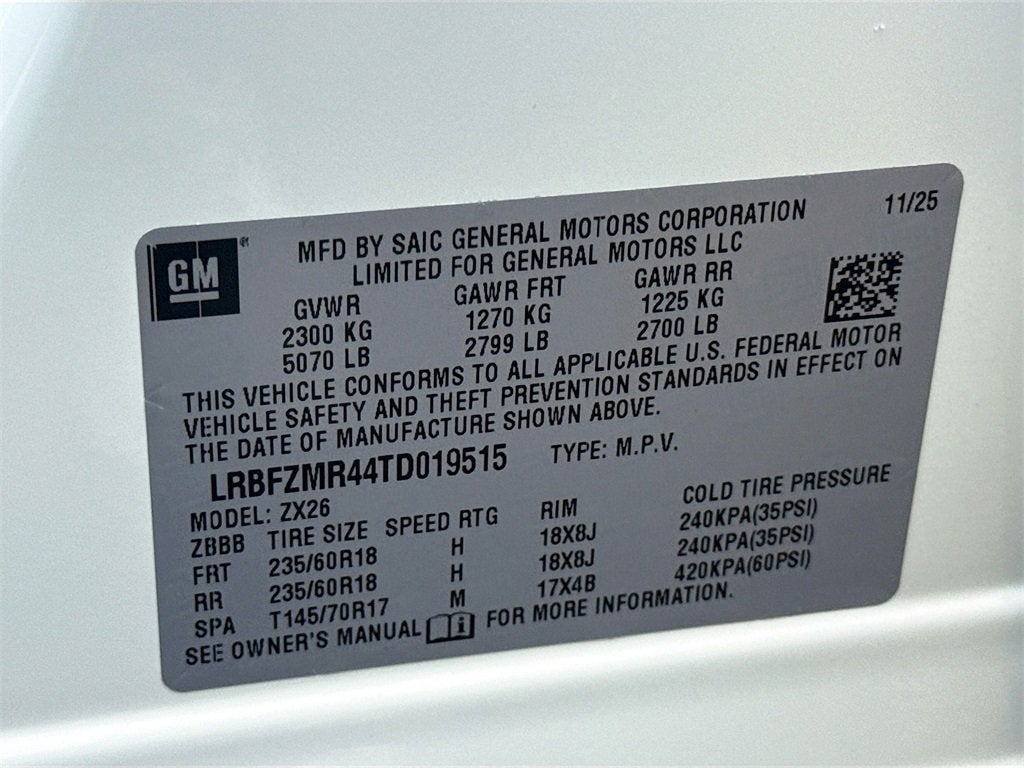 GM ®
MFD BY SAIC GENERAL MOTORS CORPORATION 11/25
LIMITED FOR GENERAL MOTORS LLC
GVWR GAWR FRT GAWR RR
2300 KG 1270 KG 1225 KG
5070 LB 2799 LB 2700 LB
THIS VEHICLE CONFORMS TO ALL APPLICABLE U.S. FEDERAL MOTOR
VEHICLE SAFETY AND THEFT PREVENTION STANDARDS IN EFFECT ON
THE DATE OF MANUFACTURE SHOWN ABOVE.
LRBFZMR44TD019515 TYPE: M.P.V.
MODEL: ZX26
ZBBB TIRE SIZE SPEED RTG RIM COLD TIRE PRESSURE
FRT 235/60R18 H 18X8J 240KPA(35PSI)
RR 235/60R18 H 18X8J 240KPA(35PSI)
SPA T145/70R17 M 17X4B 420KPA(60PSI)
SEE OWNER'S MANUAL i FOR MORE INFORMATION.